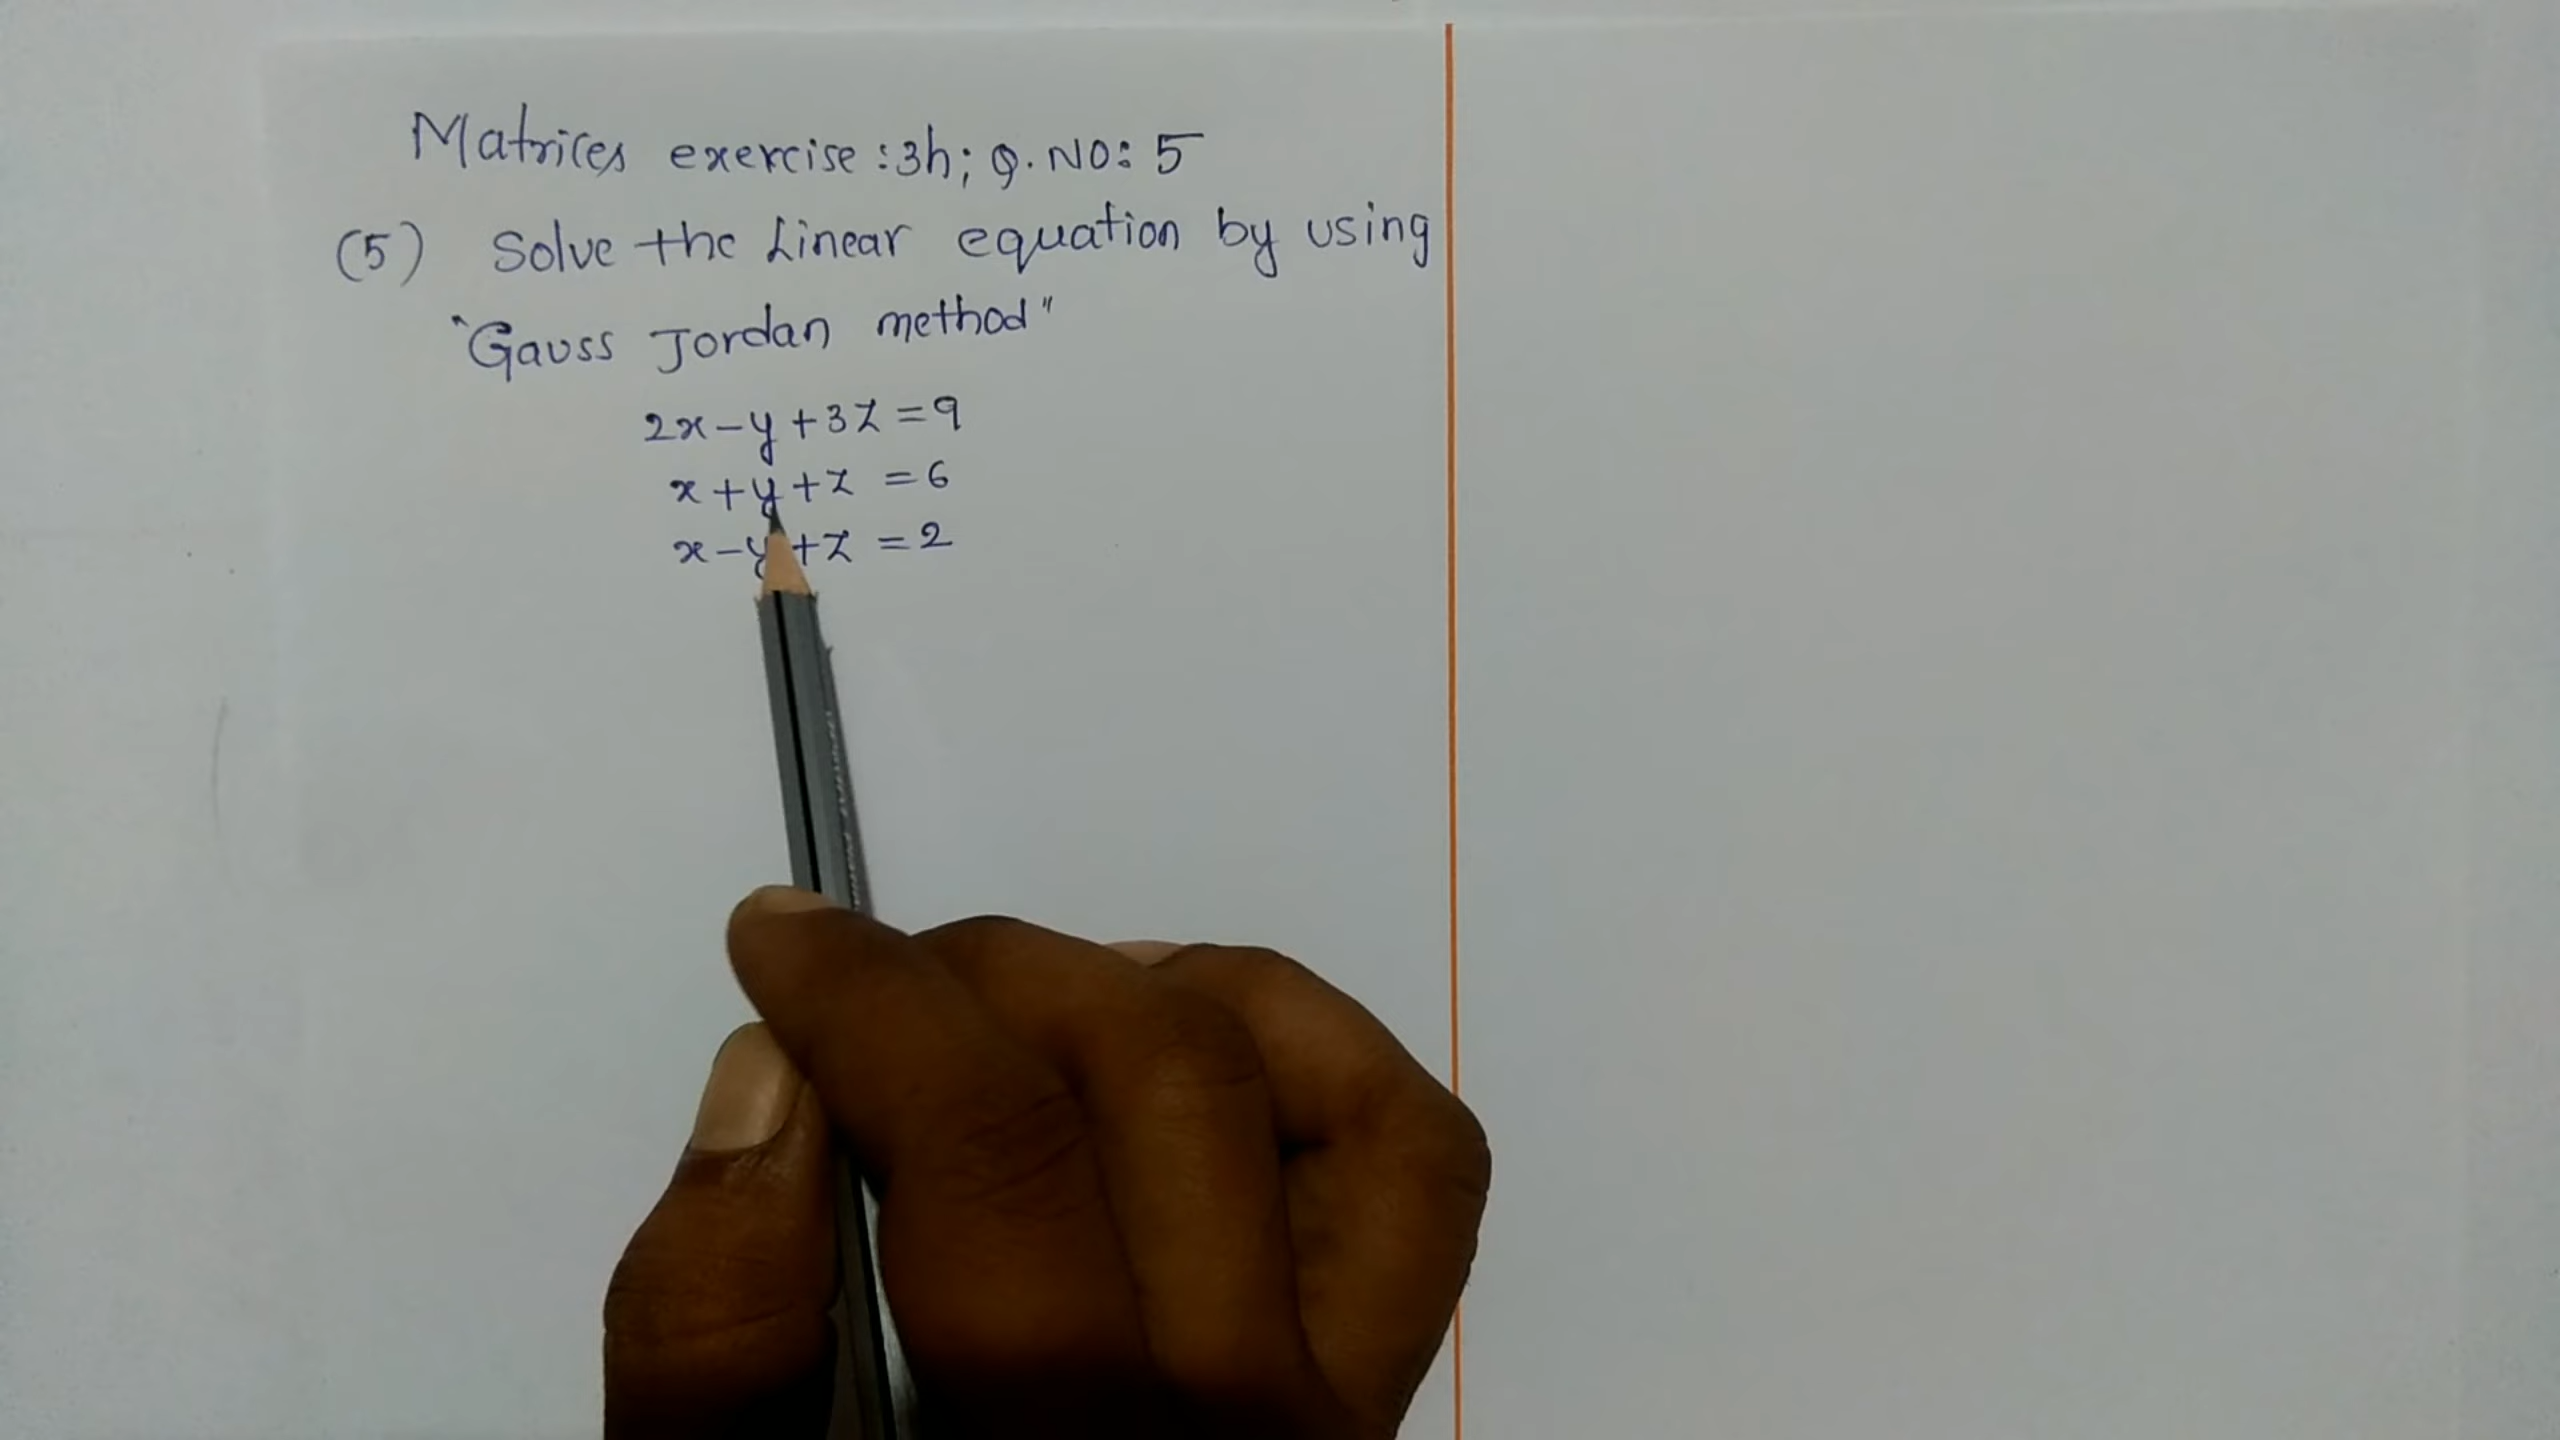 Matrices exercise : 3h; Q. NO: 5
(5) Solve the Linear equation by using
"Gauss Jordan method"
2x - y + 3z = 9
x + y + z = 6
x - y + z = 2